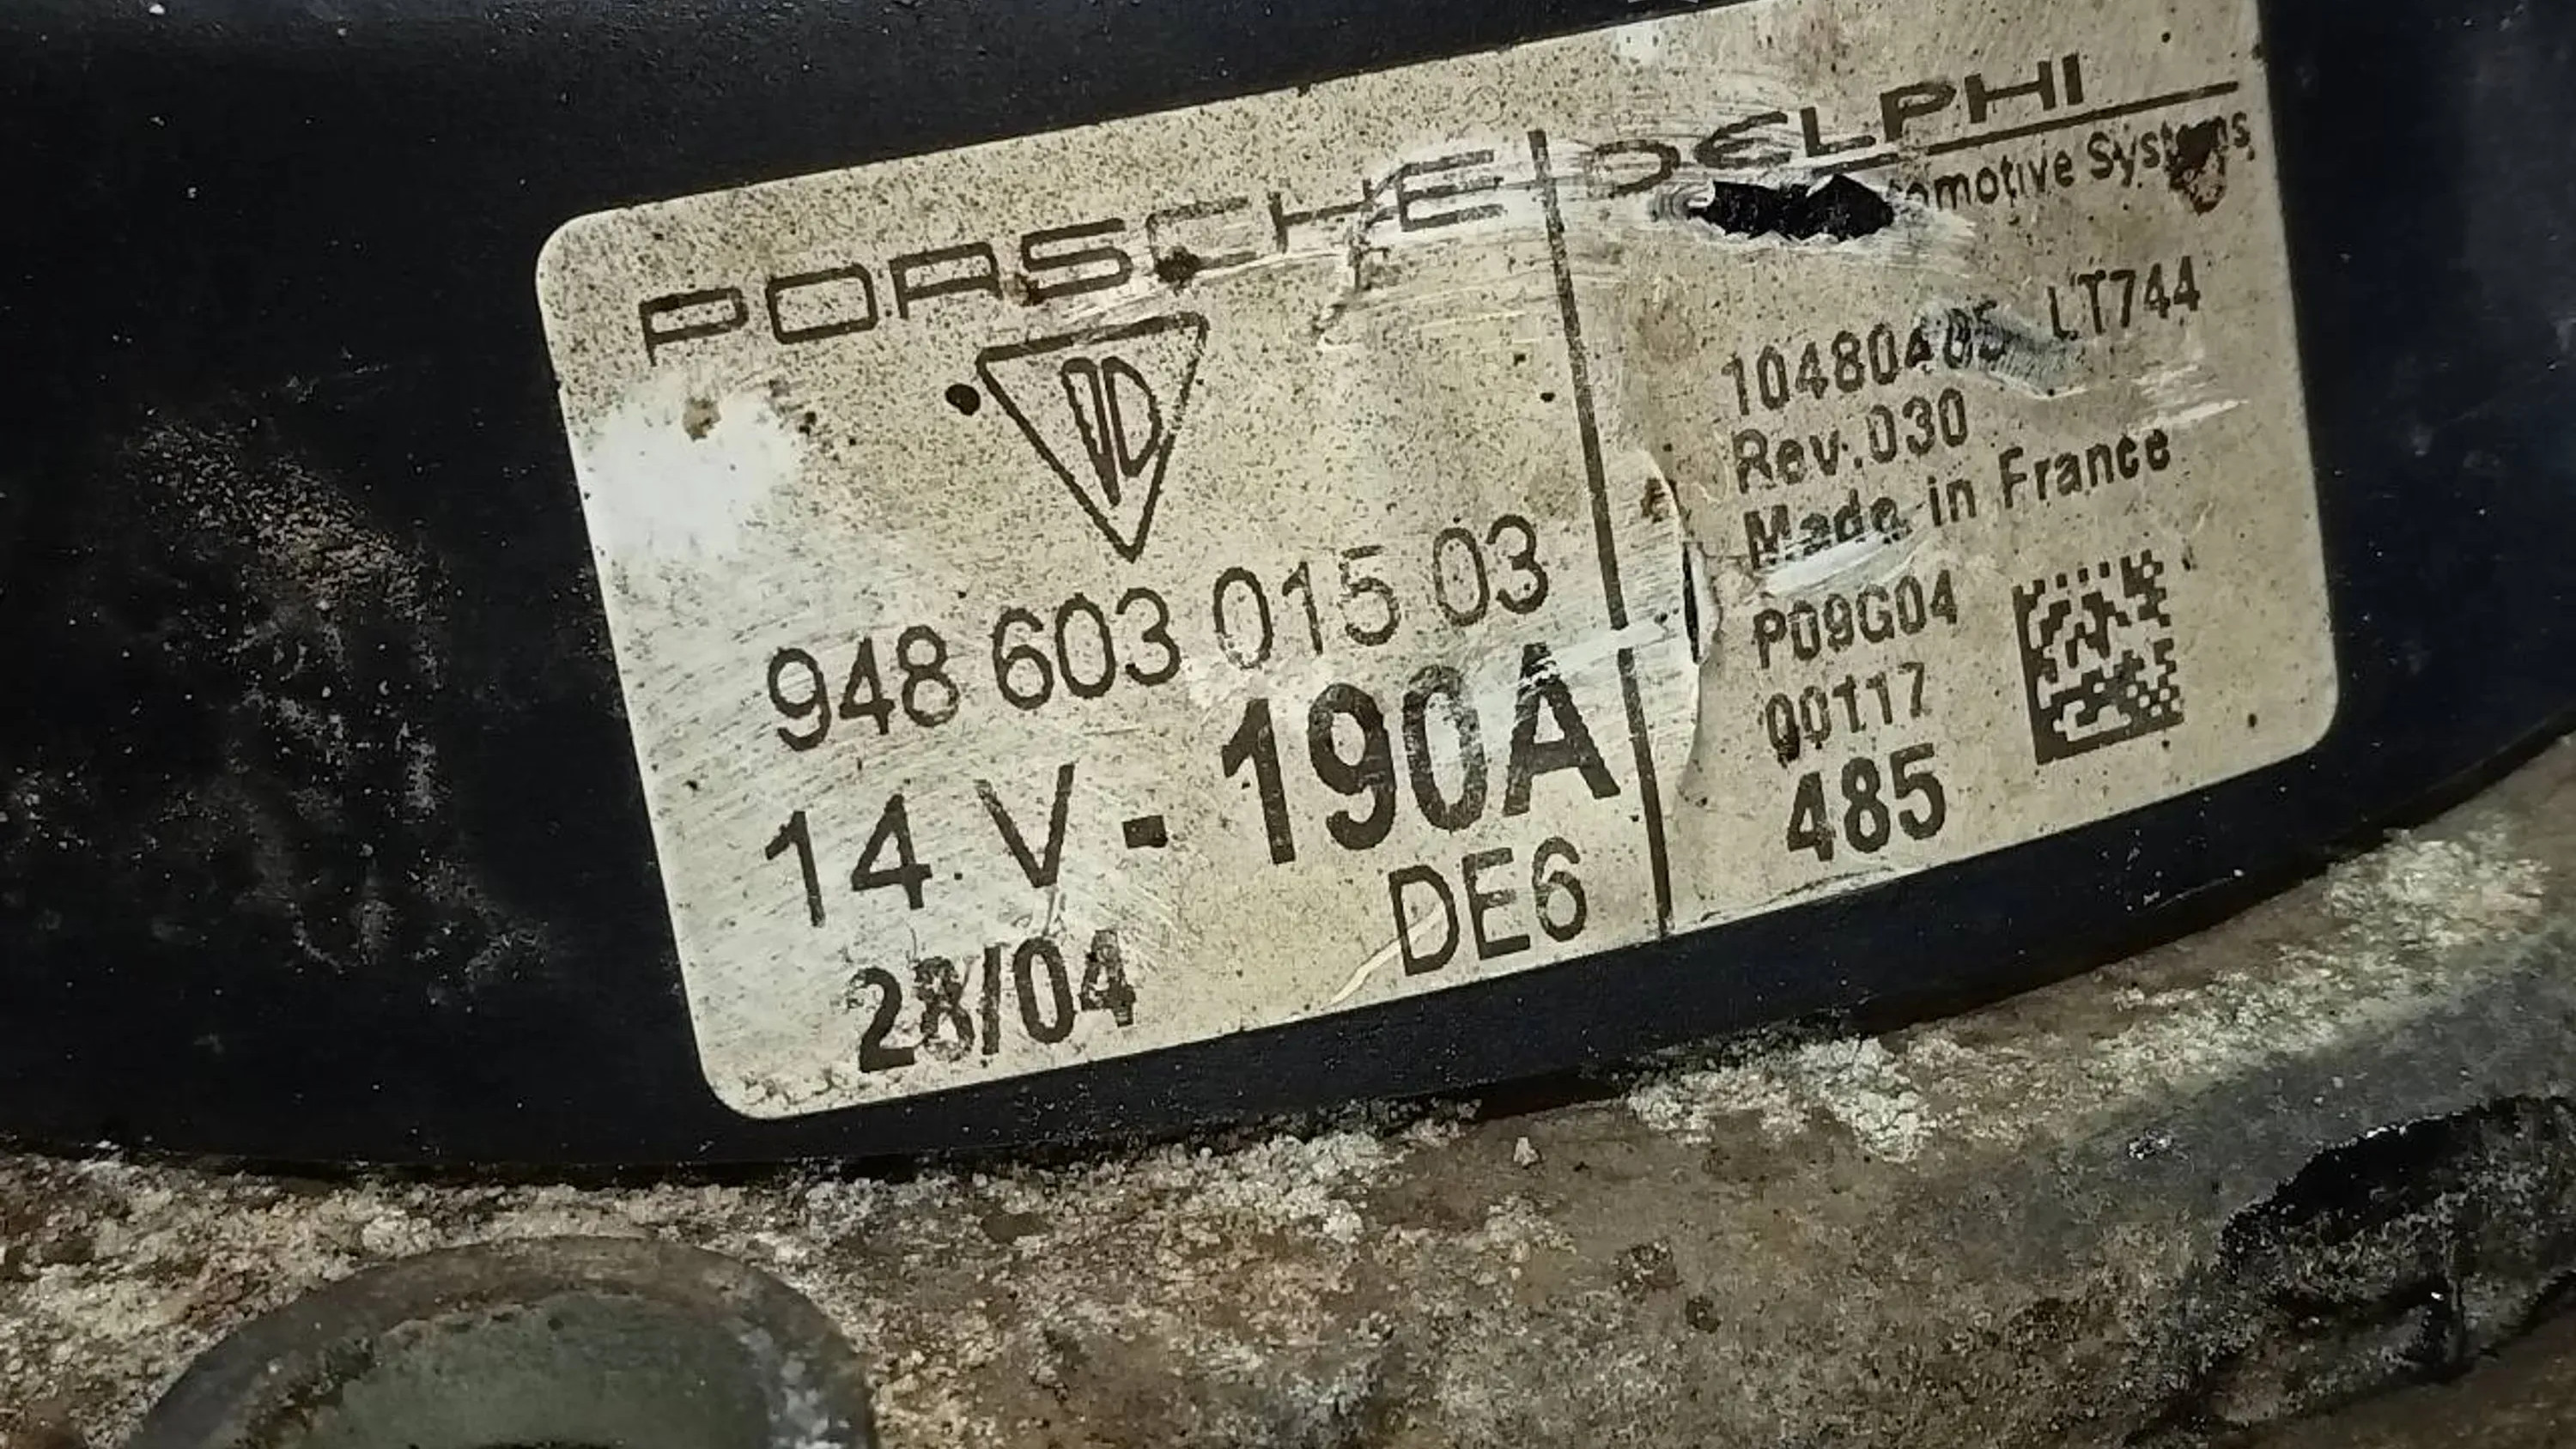 PORSCHE
948 603 015 03
14 V - 190A
DE6
28/04
DELPHI
Systems
LT744
Rev.030
Made in France
P09G04
00117
485